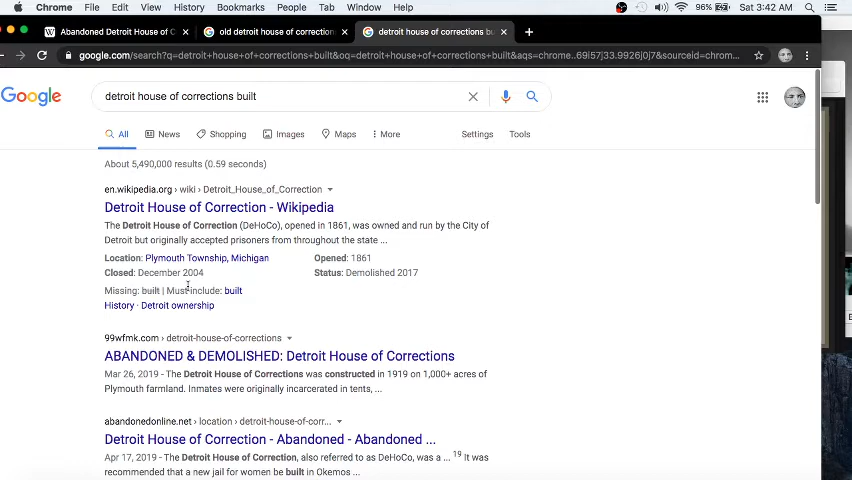 Chrome File Edit View History Bookmarks People Tab Window Help 96% Sat 3:42 AM
Abandoned Detroit House of C
old detroit house of correction
detroit house of corrections bu
google.com/search?q=detroit+house+of+corrections+built&oq=detroit+house+of+corrections+built&aqs=chrome..69i57j33.9926j0j7&sourceid=chrom...
Google
detroit house of corrections built
All News Shopping Images Maps More Settings Tools
About 5,490,000 results (0.59 seconds)
en.wikipedia.org › wiki › Detroit_House_of_Correction
Detroit House of Correction - Wikipedia
The Detroit House of Correction (DeHoCo), opened in 1861, was owned and run by the City of
Detroit but originally accepted prisoners from throughout the state ...
Location: Plymouth Township, Michigan Opened: 1861
Closed: December 2004 Status: Demolished 2017
Missing: built | Must include: built
History · Detroit ownership
99wfmk.com › detroit-house-of-corrections
ABANDONED & DEMOLISHED: Detroit House of Corrections
Mar 26, 2019 - The Detroit House of Corrections was constructed in 1919 on 1,000+ acres of
Plymouth farmland. Inmates were originally incarcerated in tents, ...
abandonedonline.net › location › detroit-house-of-corr...
Detroit House of Correction - Abandoned - Abandoned ...
Apr 17, 2019 - The Detroit House of Correction, also referred to as DeHoCo, was a ... 19 It was
recommended that a new jail for women be built in Okemos ...